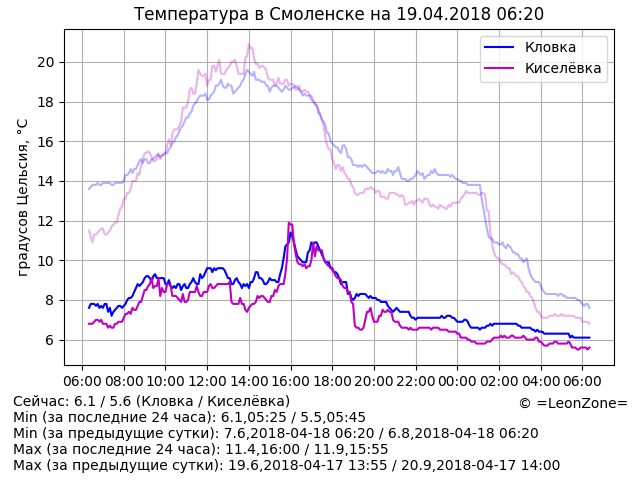 Температура в Смоленске на 19.04.2018 06:20
Кловка
Киселёвка
градусов Цельсия, °C
20
18
16
14
12
10
8
6
06:00 08:00 10:00 12:00 14:00 16:00 18:00 20:00 22:00 00:00 02:00 04:00 06:00
Сейчас: 6.1 / 5.6 (Кловка / Киселёвка)
© =LeonZone=
Min (за последние 24 часа): 6.1,05:25 / 5.5,05:45
Min (за предыдущие сутки): 7.6,2018-04-18 06:20 / 6.8,2018-04-18 06:20
Max (за последние 24 часа): 11.4,16:00 / 11.9,15:55
Max (за предыдущие сутки): 19.6,2018-04-17 13:55 / 20.9,2018-04-17 14:00